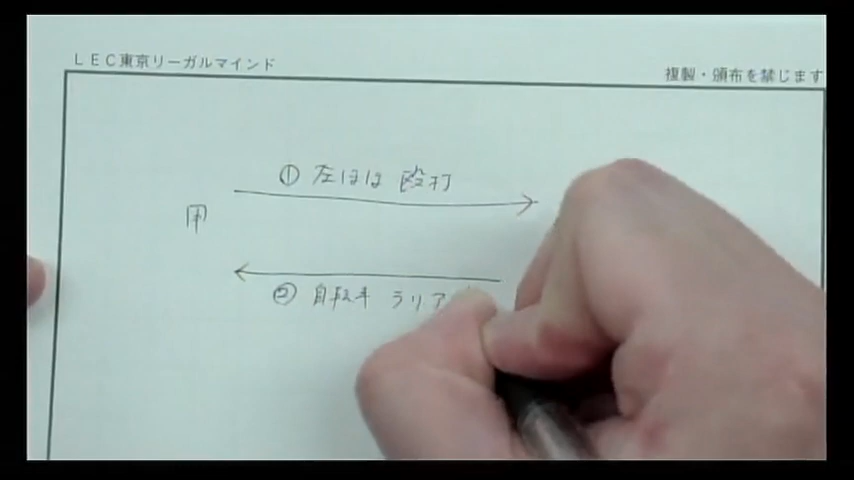 LEC東京リーガルマインド
複製・頒布を禁じます
① 左ほほ 殴打
甲
② 自転車 ラリア